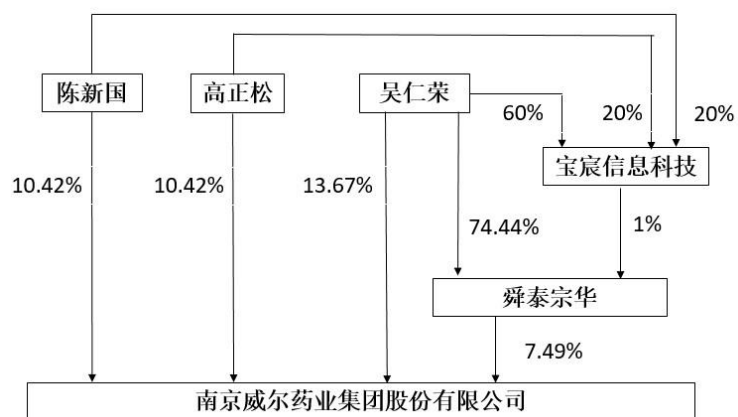 陈新国
高正松
吴仁荣
60%
20%
20%
宝宸信息科技
10.42%
10.42%
13.67%
74.44%
1%
舜泰宗华
7.49%
南京威尔药业集团股份有限公司